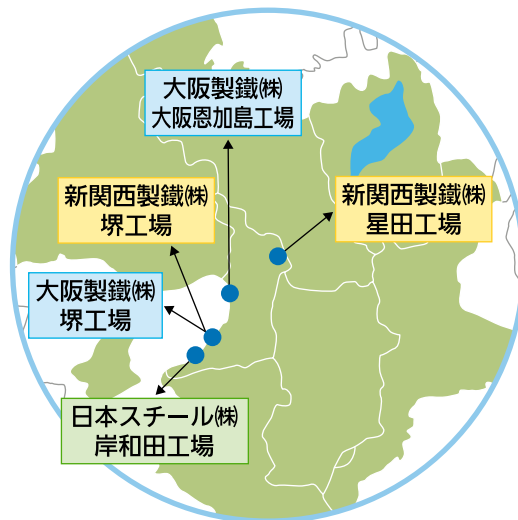 大阪製鐵㈱
大阪恩加島工場
新関西製鐵㈱
堺工場
新関西製鐵㈱
星田工場
大阪製鐵㈱
堺工場
日本スチール㈱
岸和田工場